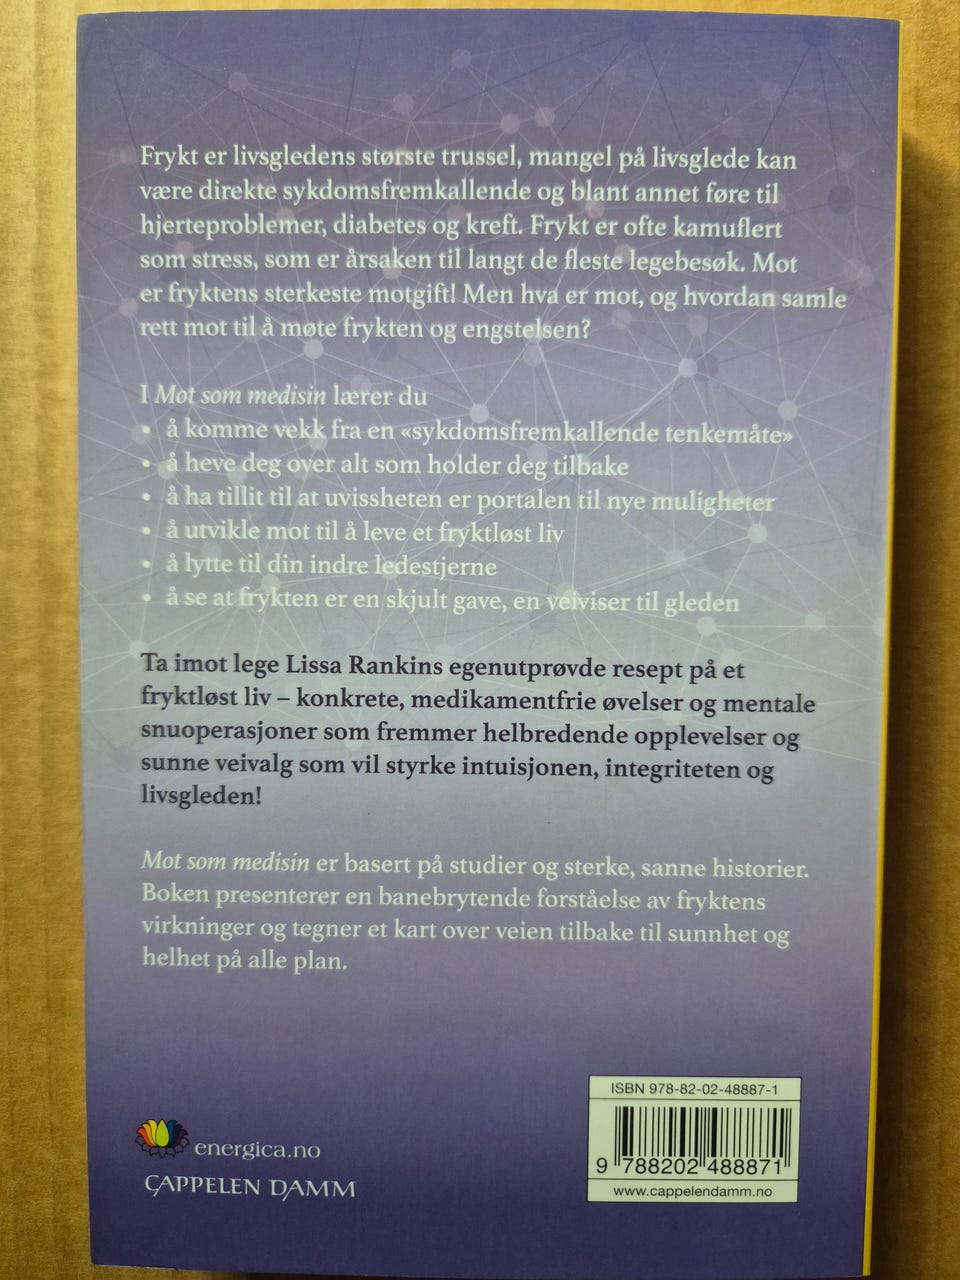 Frykt er livsgledens største trussel, mangel på livsglede kan
være direkte sykdomsfremkallende og blant annet føre til
hjerteproblemer, diabetes og kreft. Frykt er ofte kamuflert
som stress, som er årsaken til langt de fleste legebesøk. Mot
er fryktens sterkeste motgift! Men hva er mot, og hvordan samle
rett mot til å møte frykten og engstelsen?
I Mot som medisin lærer du
• å komme vekk fra en «sykdomsfremkallende tenkemåte»
• å heve deg over alt som holder deg tilbake
• å ha tillit til at uvissheten er portalen til nye muligheter
• å utvikle mot til å leve et fryktløst liv
• å lytte til din indre ledestjerne
• å se at frykten er en skjult gave, en veiviser til gleden
Ta imot lege Lissa Rankins egenutprøvde resept på et
fryktløst liv – konkrete, medikamentfrie øvelser og mentale
snuoperasjoner som fremmer helbredende opplevelser og
sunne veivalg som vil styrke intuisjonen, integriteten og
livsgleden!
Mot som medisin er basert på studier og sterke, sanne historier.
Boken presenterer en banebrytende forståelse av fryktens
virkninger og tegner et kart over veien tilbake til sunnhet og
helhet på alle plan.
energica.no
CAPPELEN DAMM
ISBN 978-82-02-48887-1
9 788202 488871
www.cappelendamm.no